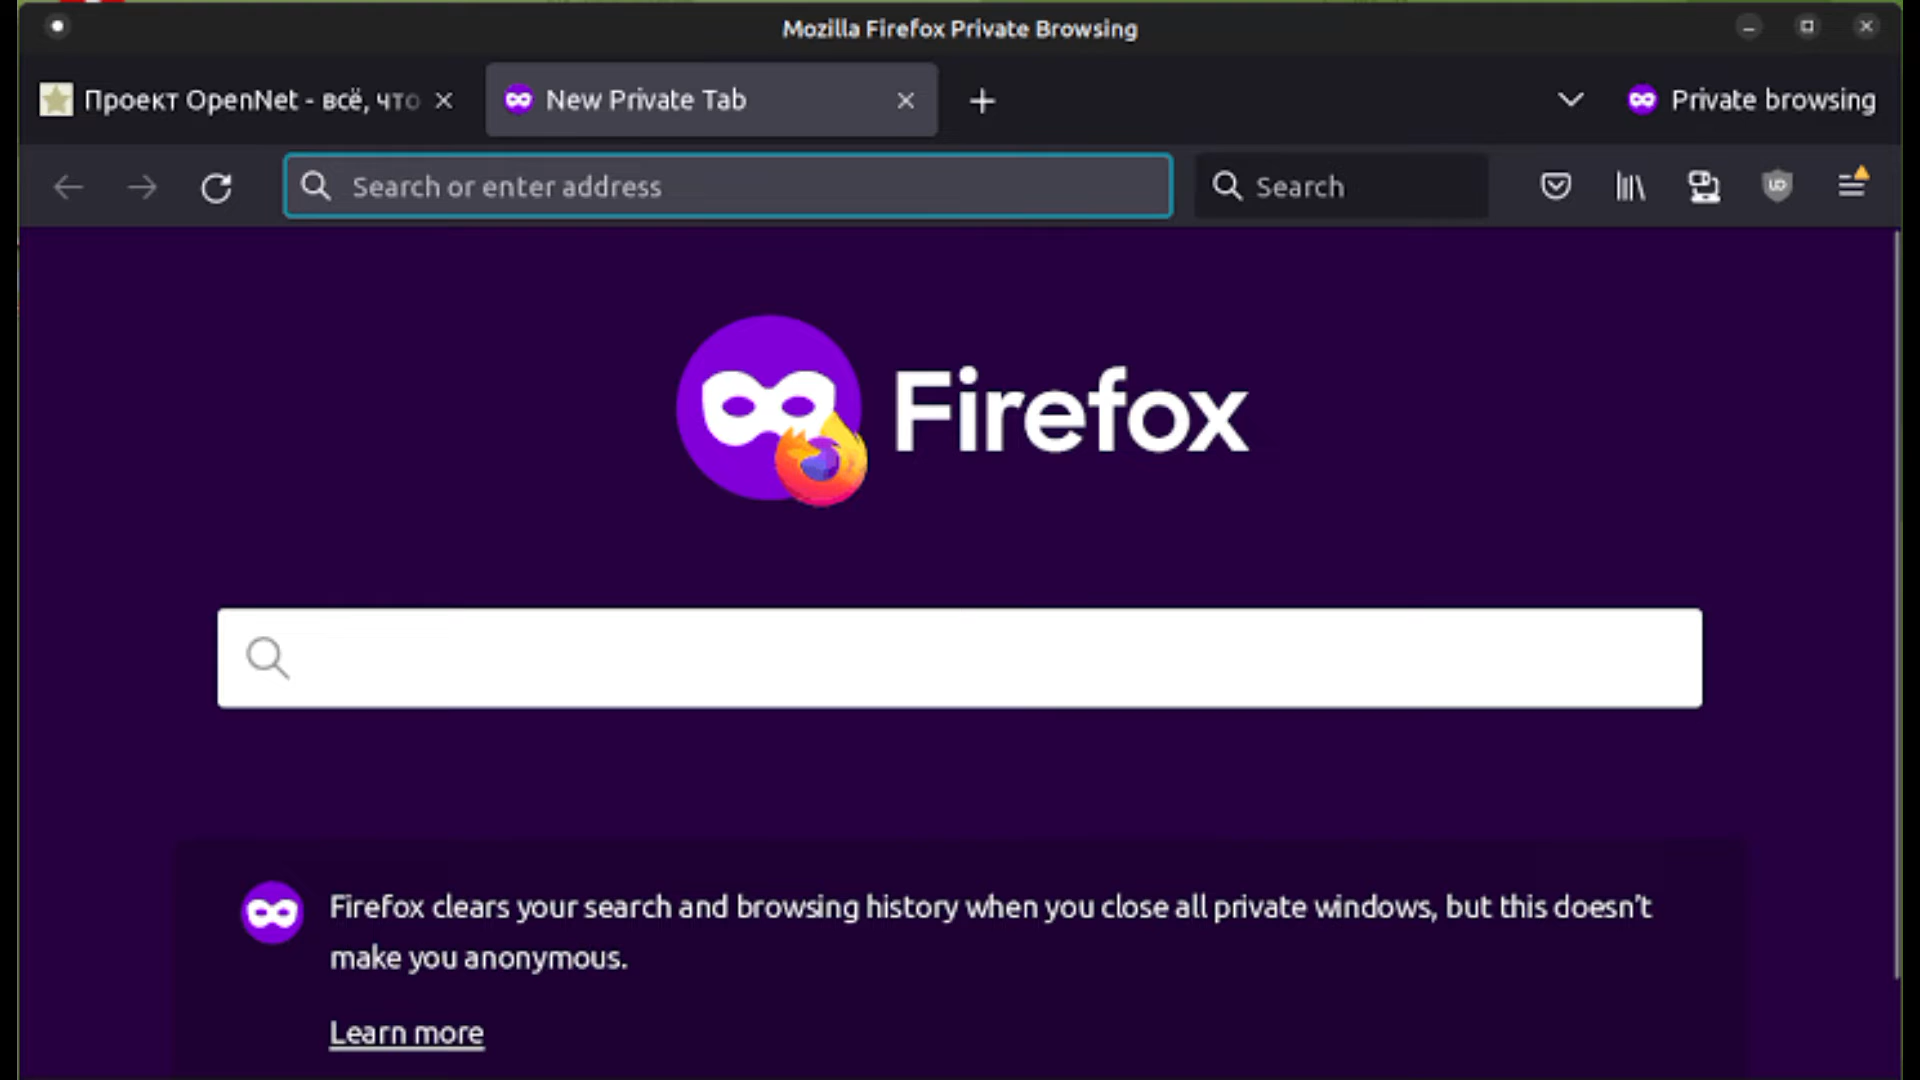 Mozilla Firefox Private Browsing
Проект OpenNet - всё, что
New Private Tab
Private browsing
Search or enter address
Search
Firefox
Firefox clears your search and browsing history when you close all private windows, but this doesn’t
make you anonymous.
Learn more